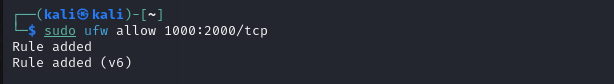 ┌──(kali㉿kali)-[~]
└─$ sudo ufw allow 1000:2000/tcp
Rule added
Rule added (v6)